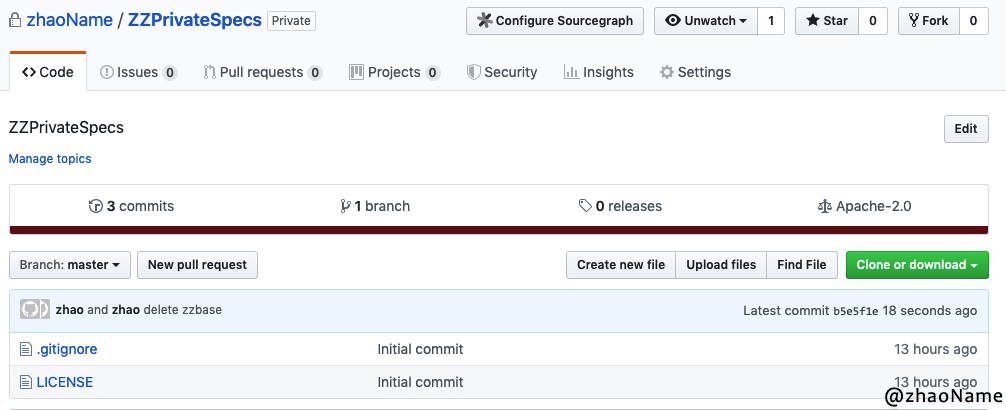 zhaoName / ZZPrivateSpecs Private Configure Sourcegraph Unwatch 1 Star 0 Fork 0
Code Issues 0 Pull requests 0 Projects 0 Security Insights Settings
ZZPrivateSpecs Edit
Manage topics
3 commits 1 branch 0 releases Apache-2.0
Branch: master New pull request Create new file Upload files Find File Clone or download
zhao and zhao delete zzbase Latest commit b5e5f1e 18 seconds ago
.gitignore Initial commit 13 hours ago
LICENSE Initial commit 13 hours ago
@zhaoName